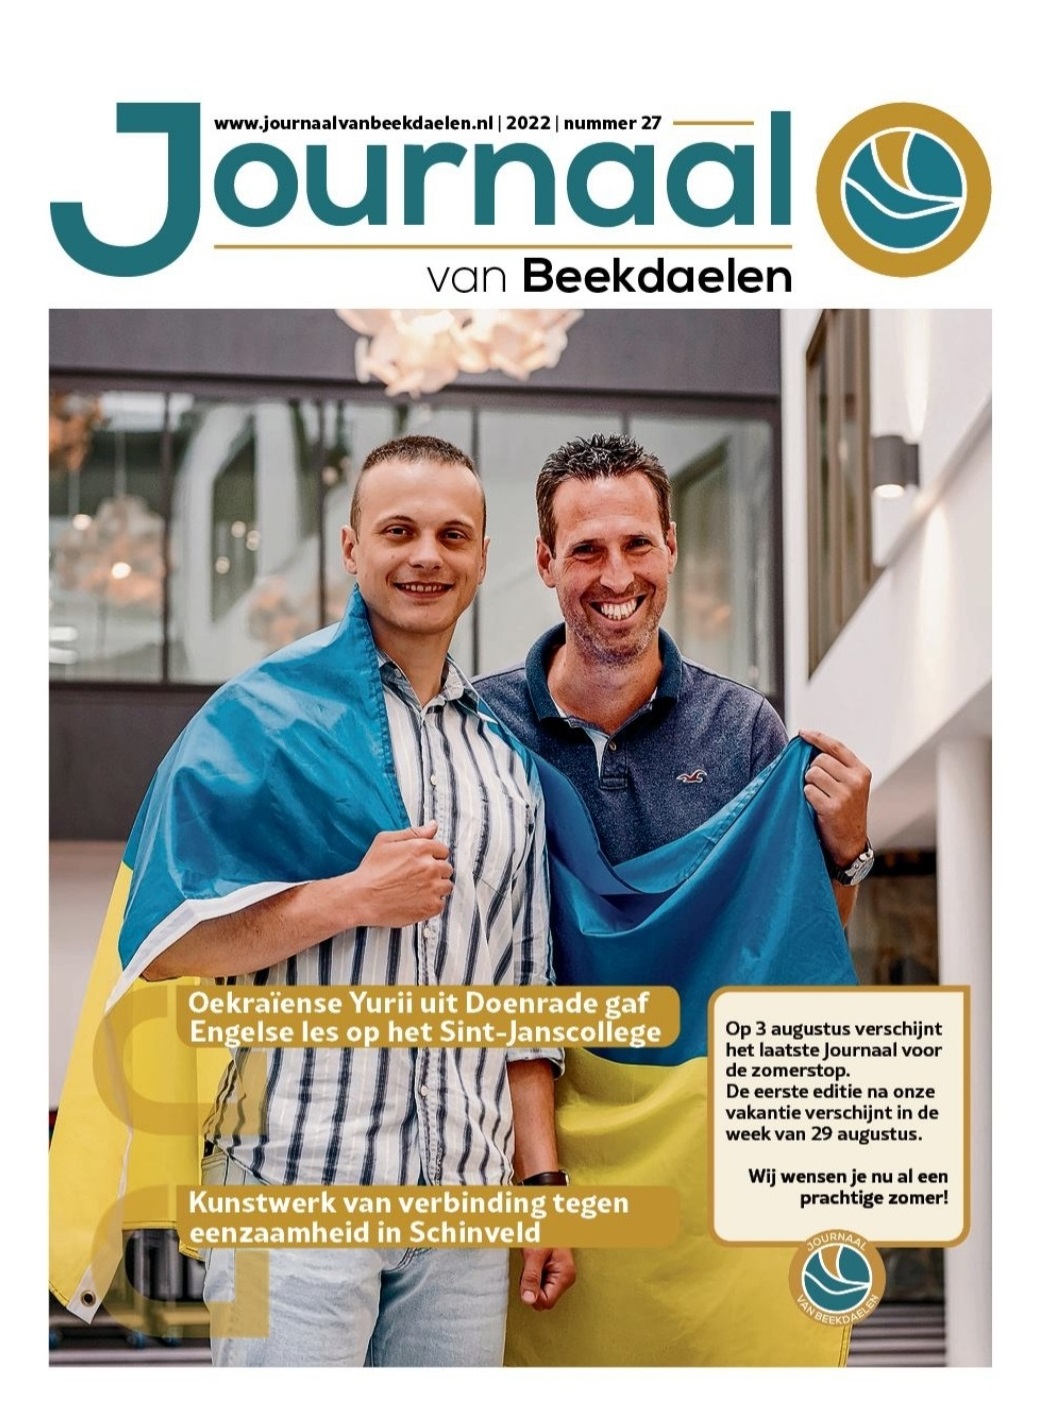 www.journaalvanbeekdaelen.nl | 2022 | nummer 27
Journaal
van Beekdaelen
Oekraïense Yurii uit Doenrade gaf
Engelse les op het Sint-Janscollege
Op 3 augustus verschijnt
het laatste Journaal voor
de zomerstop.
De eerste editie na onze
vakantie verschijnt in de
week van 29 augustus.
Wij wensen je nu al een
prachtige zomer!
Kunstwerk van verbinding tegen
eenzaamheid in Schinveld
JOURNAAL
VAN BEEKDAELEN